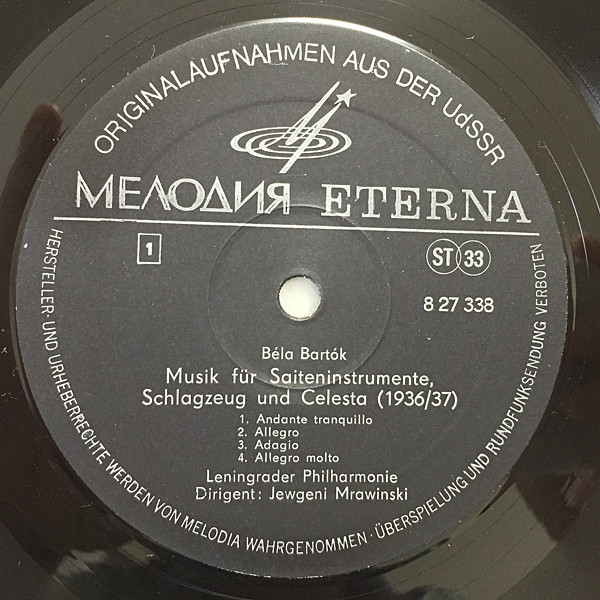 ORIGINALAUFNAHMEN AUS DER UdSSR
МЕЛОДИЯ ETERNA
1
ST 33
8 27 338
Béla Bartók
Musik für Saiteninstrumente,
Schlagzeug und Celesta (1936/37)
1. Andante tranquillo
2. Allegro
3. Adagio
4. Allegro molto
Leningrader Philharmonie
Dirigent: Jewgeni Mrawinski
HERSTELLER- UND URHEBERRECHTE WERDEN VON MELODIA WAHRGENOMMEN · ÜBERSPIELUNG UND RUNDFUNKSENDUNG VERBOTEN